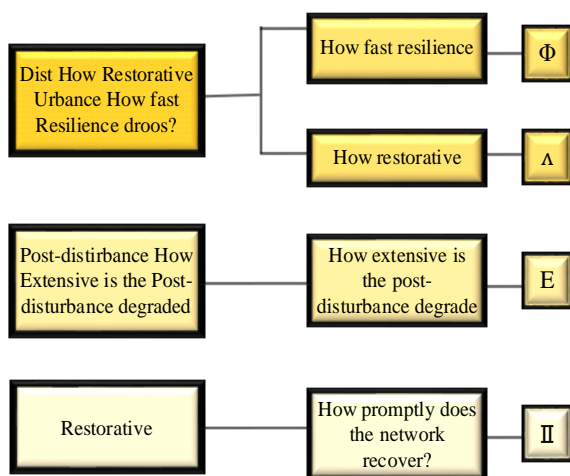 Dist How Restorative
Urbance How fast
Resilience droos?
How fast resilience
Φ
How restorative
Λ
Post-distirbance How
Extensive is the Post-
disturbance degraded
How extensive is
the post-
disturbance degrade
E
Restorative
How promptly does
the network
recover?
Ⅱ